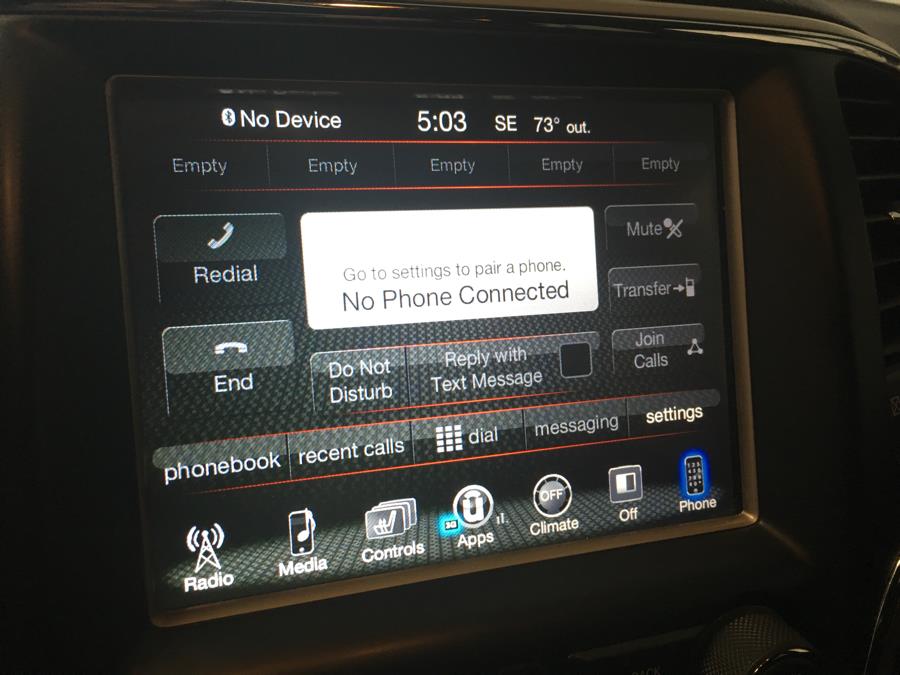 No Device 5:03 SE 73° out.
Empty Empty Empty Empty Empty
Redial
Go to settings to pair a phone.
No Phone Connected
Mute
Transfer
End
Do Not
Disturb
Reply with
Text Message
Join
Calls
phonebook recent calls dial messaging settings
Radio Media Controls 3G Apps OFF Climate Off Phone